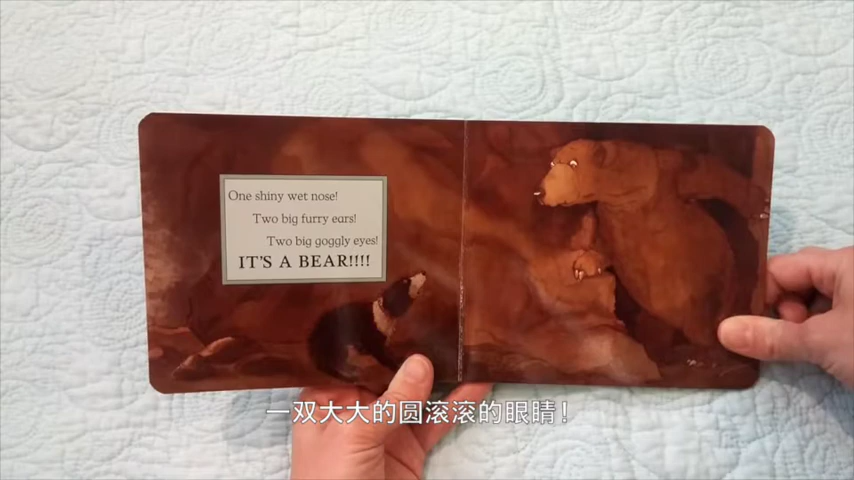 One shiny wet nose!
Two big furry ears!
Two big goggly eyes!
IT'S A BEAR!!!!
一双大大的圆滚滚的眼睛！